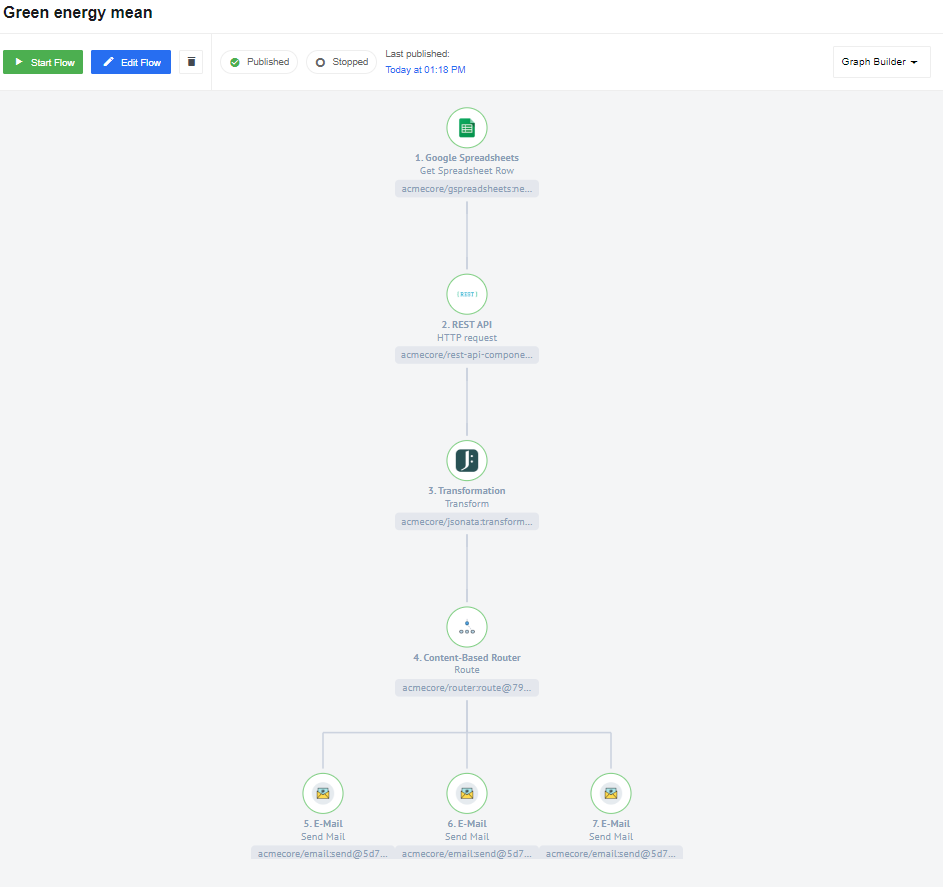 Green energy mean
Start Flow
Edit Flow
Published
Stopped
Last published:
Today at 01:18 PM
Graph Builder
1. Google Spreadsheets
Get Spreadsheet Row
acmecore/gspreadsheets:ne...
{REST}
2. REST API
HTTP request
acmecore/rest-api-compone...
J:
3. Transformation
Transform
acmecore/jsonata:transform...
4. Content-Based Router
Route
acmecore/router:route@79...
5. E-Mail
Send Mail
acmecore/email:send@5d7...
6. E-Mail
Send Mail
acmecore/email:send@5d7...
7. E-Mail
Send Mail
acmecore/email:send@5d7...